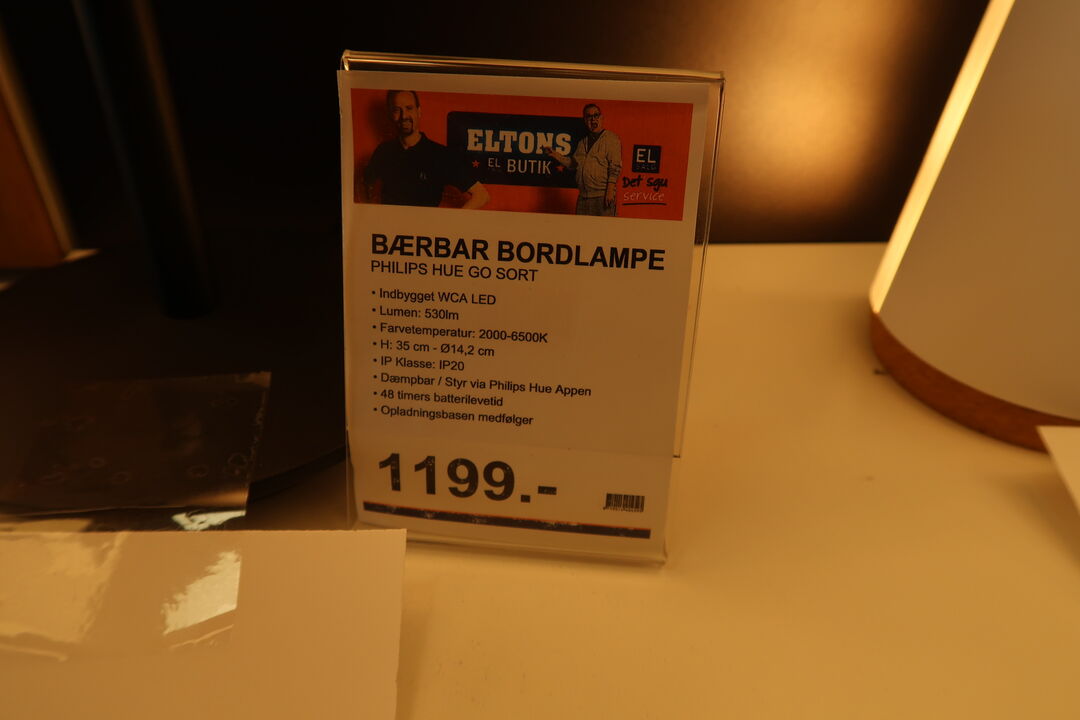 ELTONS
EL BUTIK
EL
Det sgu
service
BÆRBAR BORDLAMPE
PHILIPS HUE GO SORT
• Indbygget WCA LED
• Lumen: 530lm
• Farvetemperatur: 2000-6500K
• H: 35 cm - Ø14,2 cm
• IP Klasse: IP20
• Dæmpbar / Styr via Philips Hue Appen
• 48 timers batterilevetid
• Opladningsbasen medfølger
1199.-